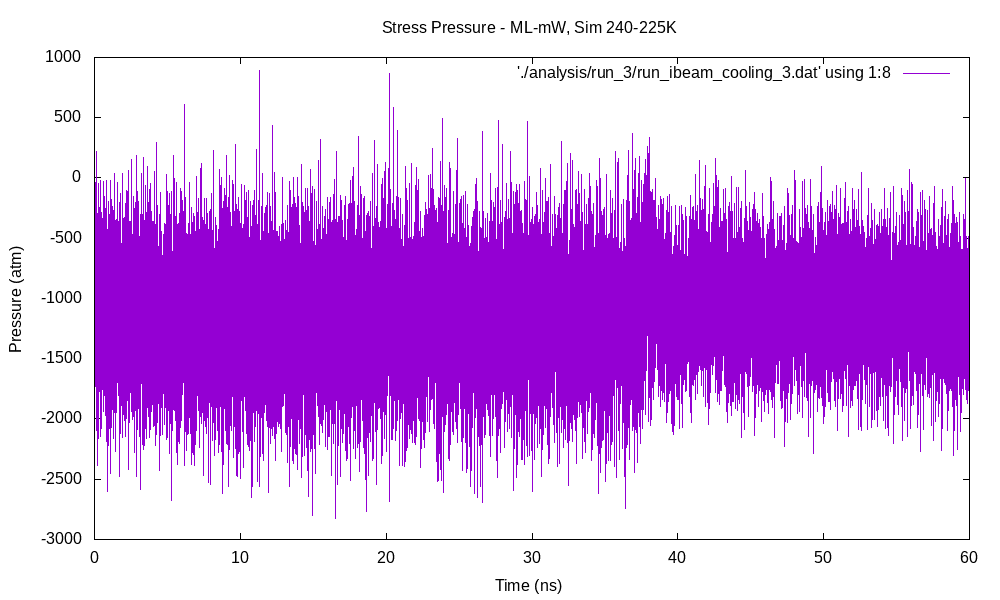 Stress Pressure - ML-mW, Sim 240-225K
'./analysis/run_3/run_ibeam_cooling_3.dat' using 1:8
1000
500
0
-500
-1000
-1500
-2000
-2500
-3000
Pressure (atm)
0 10 20 30 40 50 60
Time (ns)